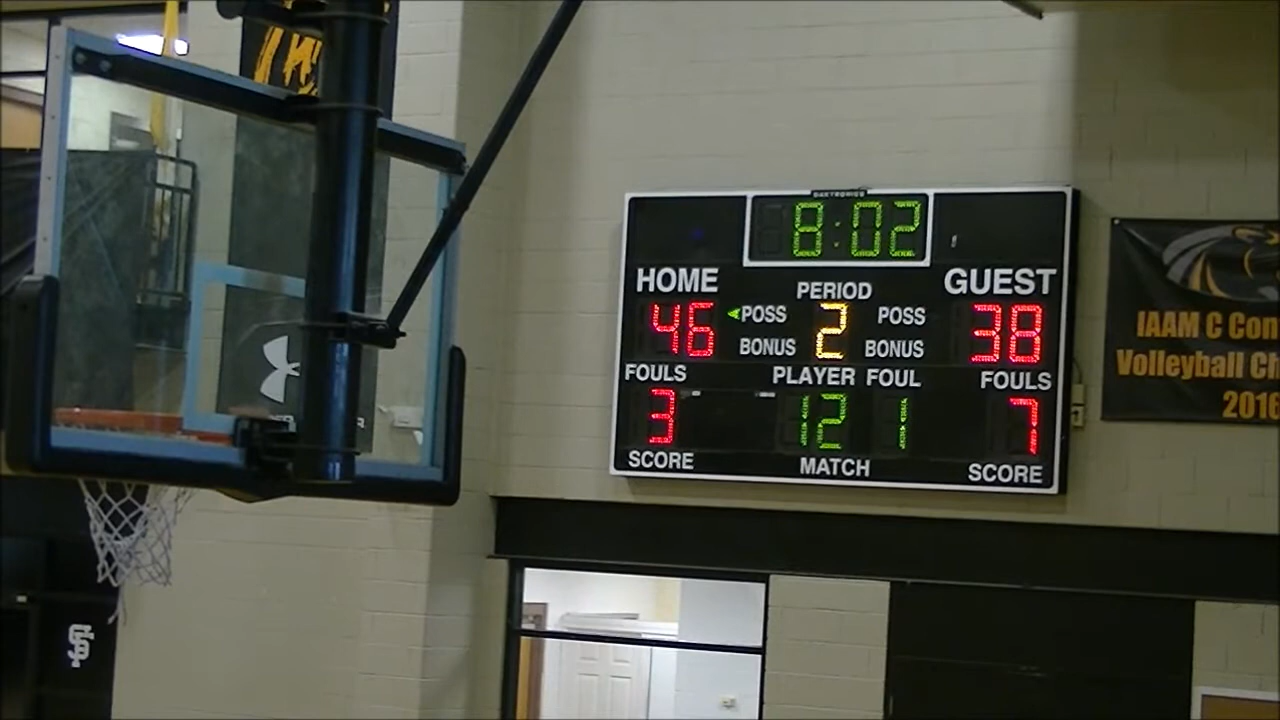 DAKTRONICS
8:02
HOME PERIOD GUEST
46 POSS 2 POSS 38
BONUS BONUS
FOULS PLAYER FOUL FOULS
3 12 1 7
SCORE MATCH SCORE
IAAM C Con
Volleyball Ch
2016
SF